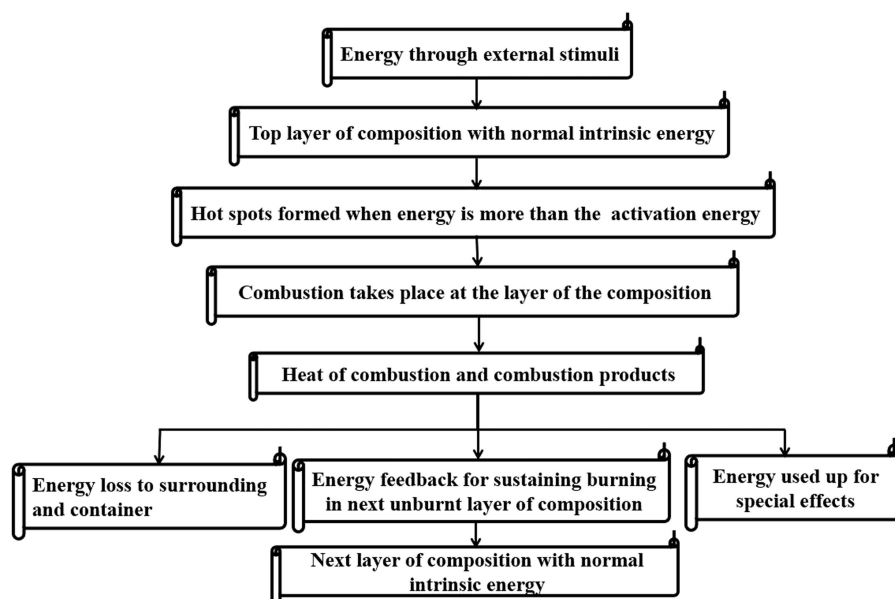 Energy through external stimuli
Top layer of composition with normal intrinsic energy
Hot spots formed when energy is more than the activation energy
Combustion takes place at the layer of the composition
Heat of combustion and combustion products
Energy loss to surrounding
and container
Energy feedback for sustaining burning
in next unburnt layer of composition
Energy used up for
special effects
Next layer of composition with normal
intrinsic energy